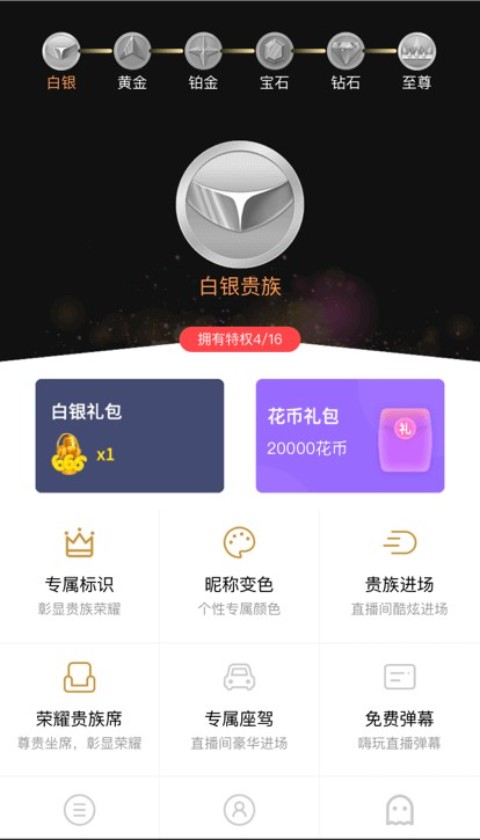 白银 黄金 铂金 宝石 钻石 至尊
白银贵族
拥有特权4/16
白银礼包
666 x1
花币礼包
20000花币
礼
专属标识 昵称变色 贵族进场
彰显贵族荣耀 个性专属颜色 直播间酷炫进场
荣耀贵族席 专属座驾 免费弹幕
尊贵坐席，彰显荣耀 直播间豪华进场 嗨玩直播弹幕